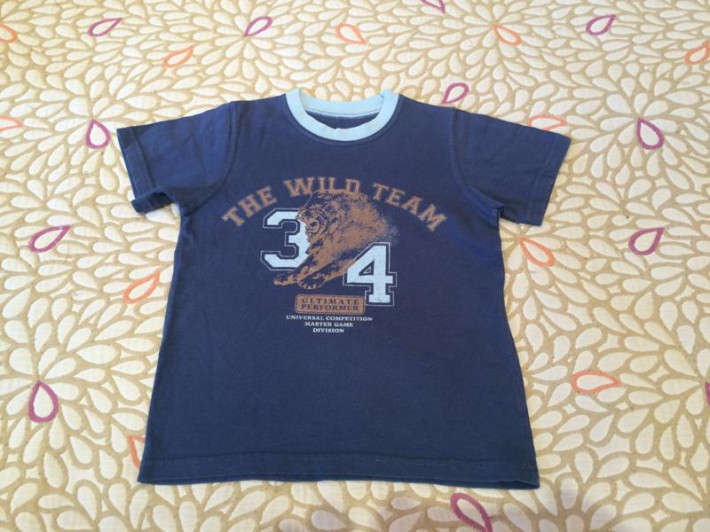 THE WILD TEAM
34
ULTIMATE
PERFORMER
UNIVERSAL COMPETITION
MASTER GAME
DIVISION